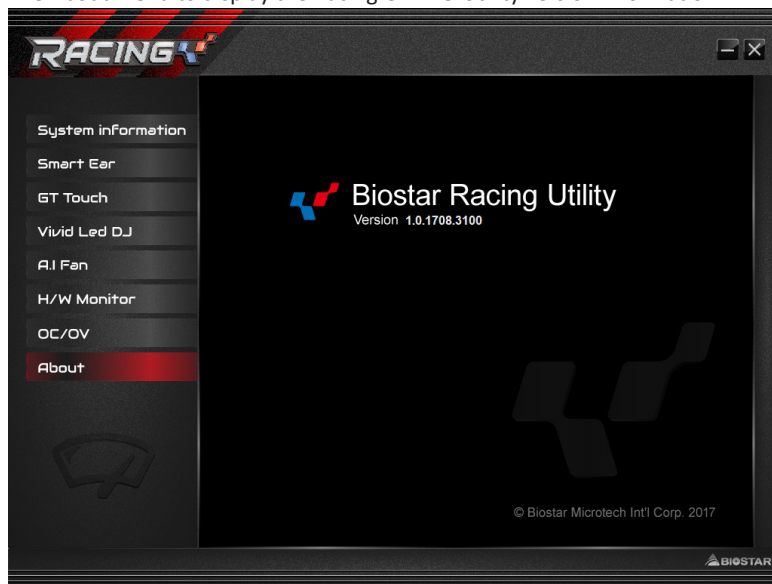 RACING
System information
Smart Ear
GT Touch
Vivid Led DJ
A.I Fan
H/W Monitor
OC/OV
About
Biostar Racing Utility
Version 1.0.1708.3100
© Biostar Microtech Int'l Corp. 2017
BIOSTAR